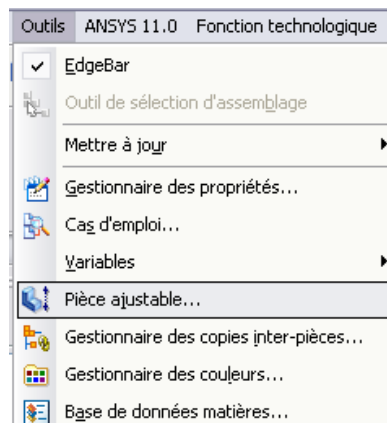 Outils ANSYS 11.0 Fonction technologique
EdgeBar
Outil de sélection d'assemblage
Mettre à jour
Gestionnaire des propriétés...
Cas d'emploi...
Variables
Pièce ajustable...
Gestionnaire des copies inter-pièces...
Gestionnaire des couleurs...
Base de données matières...